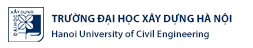 TRƯỜNG ĐẠI HỌC XÂY DỰNG HÀ NỘI
Hanoi University of Civil Engineering